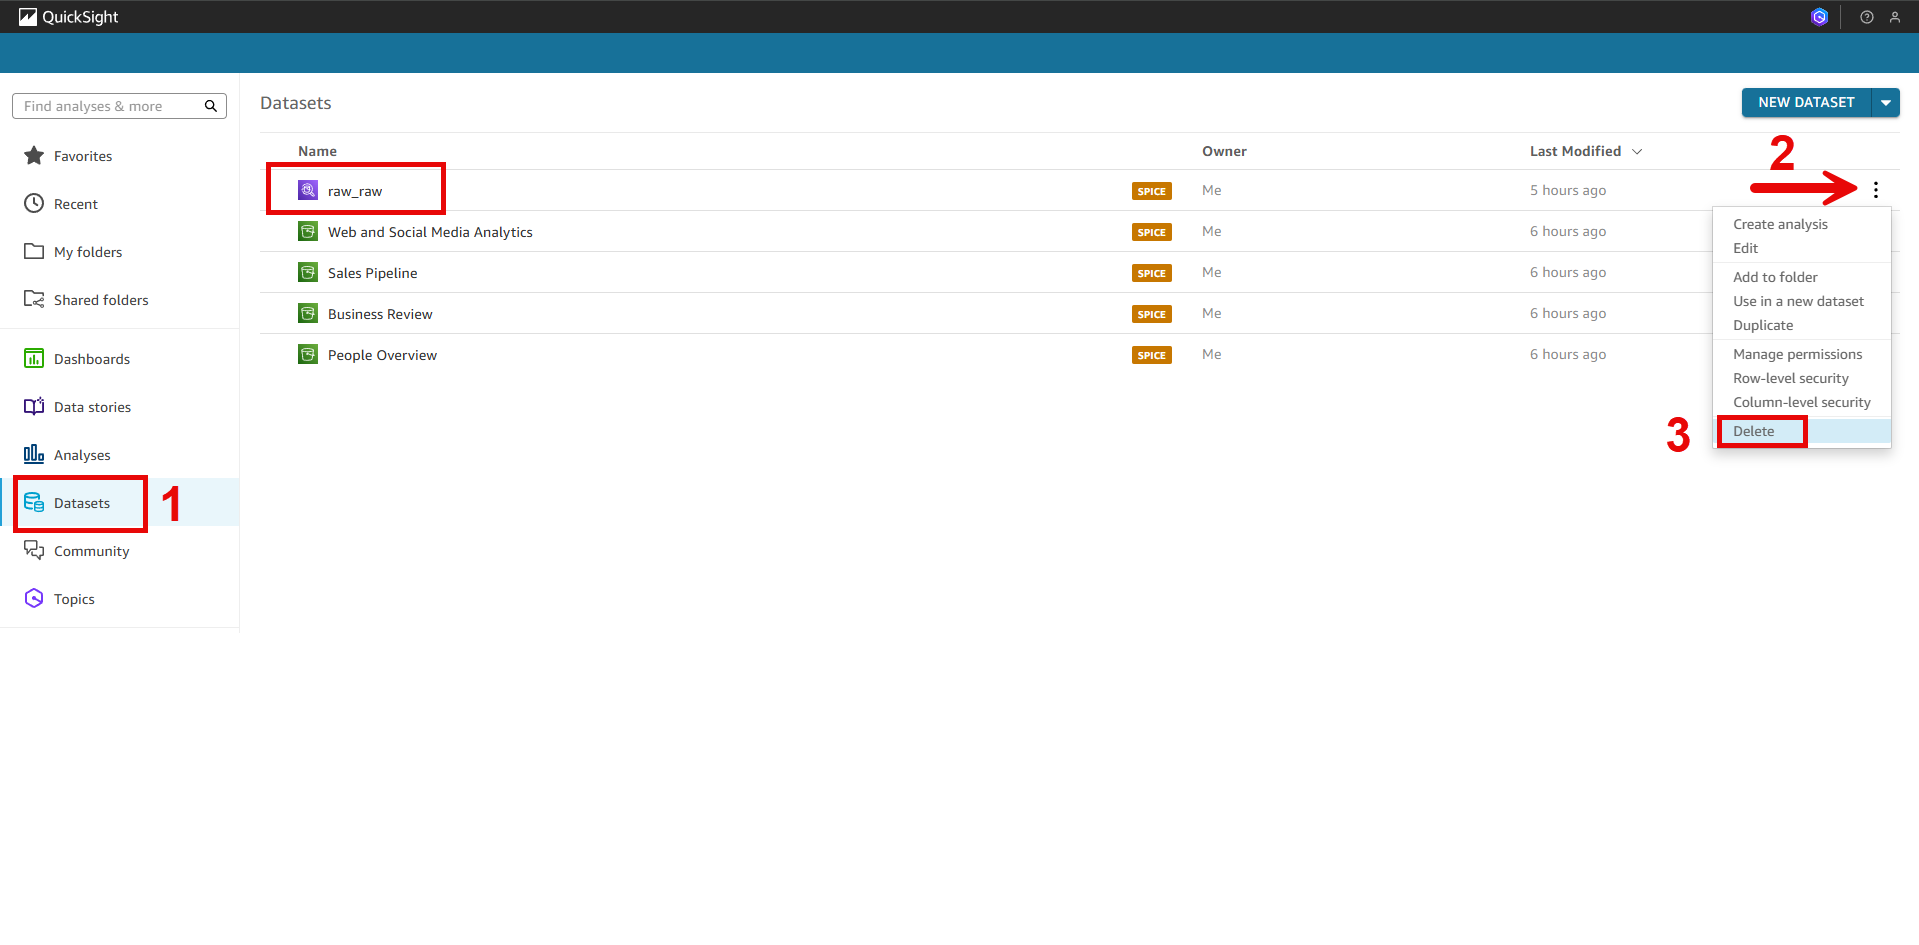 QuickSight
Find analyses & more
Favorites
Recent
My folders
Shared folders
Dashboards
Data stories
Analyses
Datasets 1
Community
Topics
Datasets
NEW DATASET
Name Owner Last Modified
2
raw_raw SPICE Me 5 hours ago
Web and Social Media Analytics SPICE Me 6 hours ago
Sales Pipeline SPICE Me 6 hours ago
Business Review SPICE Me 6 hours ago
People Overview SPICE Me 6 hours ago
Create analysis
Edit
Add to folder
Use in a new dataset
Duplicate
Manage permissions
Row-level security
Column-level security
3 Delete